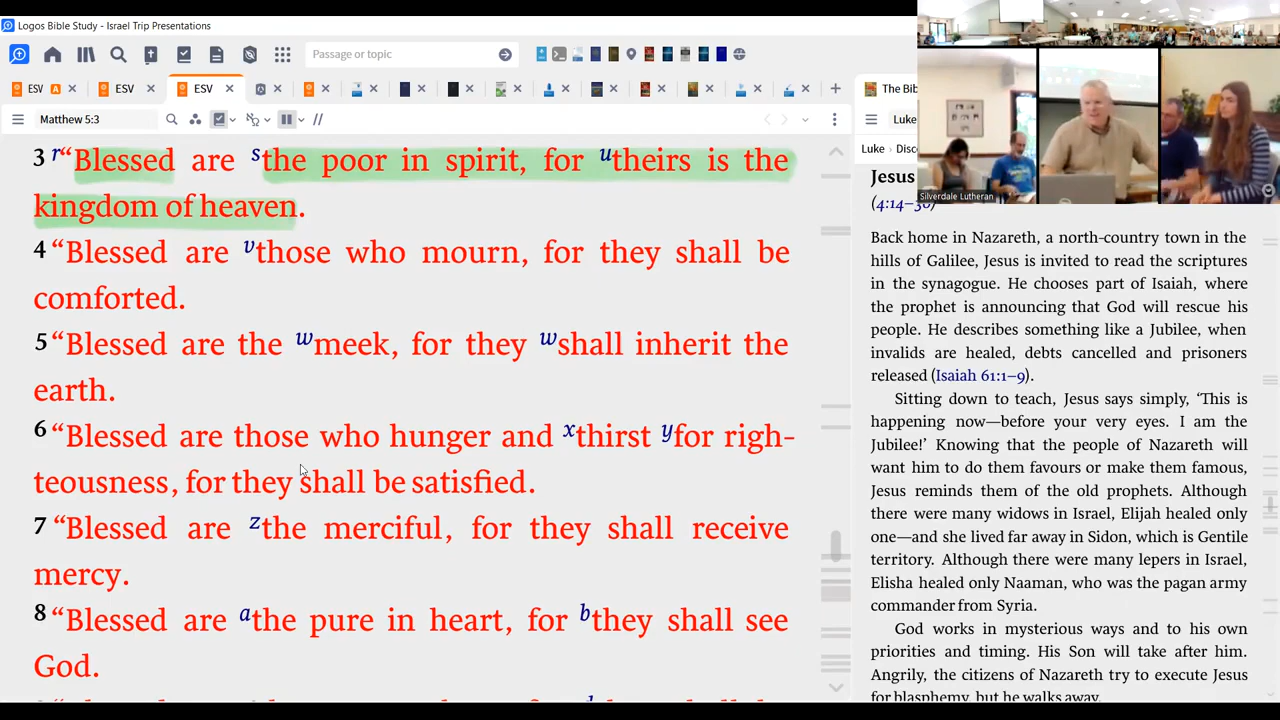 Logos Bible Study - Israel Trip Presentations
Passage or topic
ESV A
ESV
ESV
The Bib
Matthew 5:3
Luke
Luke › Disc
3 r“Blessed are sthe poor in spirit, for utheirs is the
kingdom of heaven.
4 “Blessed are vthose who mourn, for they shall be
comforted.
5 “Blessed are the wmeek, for they wshall inherit the
earth.
6 “Blessed are those who hunger and xthirst yfor righ-
teousness, for they shall be satisfied.
7 “Blessed are zthe merciful, for they shall receive
mercy.
8 “Blessed are athe pure in heart, for bthey shall see
God.
Silverdale Lutheran
Jesus
(4:14–30)
Back home in Nazareth, a north-country town in the
hills of Galilee, Jesus is invited to read the scriptures
in the synagogue. He chooses part of Isaiah, where
the prophet is announcing that God will rescue his
people. He describes something like a Jubilee, when
invalids are healed, debts cancelled and prisoners
released (Isaiah 61:1–9).
Sitting down to teach, Jesus says simply, ‘This is
happening now—before your very eyes. I am the
Jubilee!’ Knowing that the people of Nazareth will
want him to do them favours or make them famous,
Jesus reminds them of the old prophets. Although
there were many widows in Israel, Elijah healed only
one—and she lived far away in Sidon, which is Gentile
territory. Although there were many lepers in Israel,
Elisha healed only Naaman, who was the pagan army
commander from Syria.
God works in mysterious ways and to his own
priorities and timing. His Son will take after him.
Angrily, the citizens of Nazareth try to execute Jesus
for blasphemy, but he walks away.